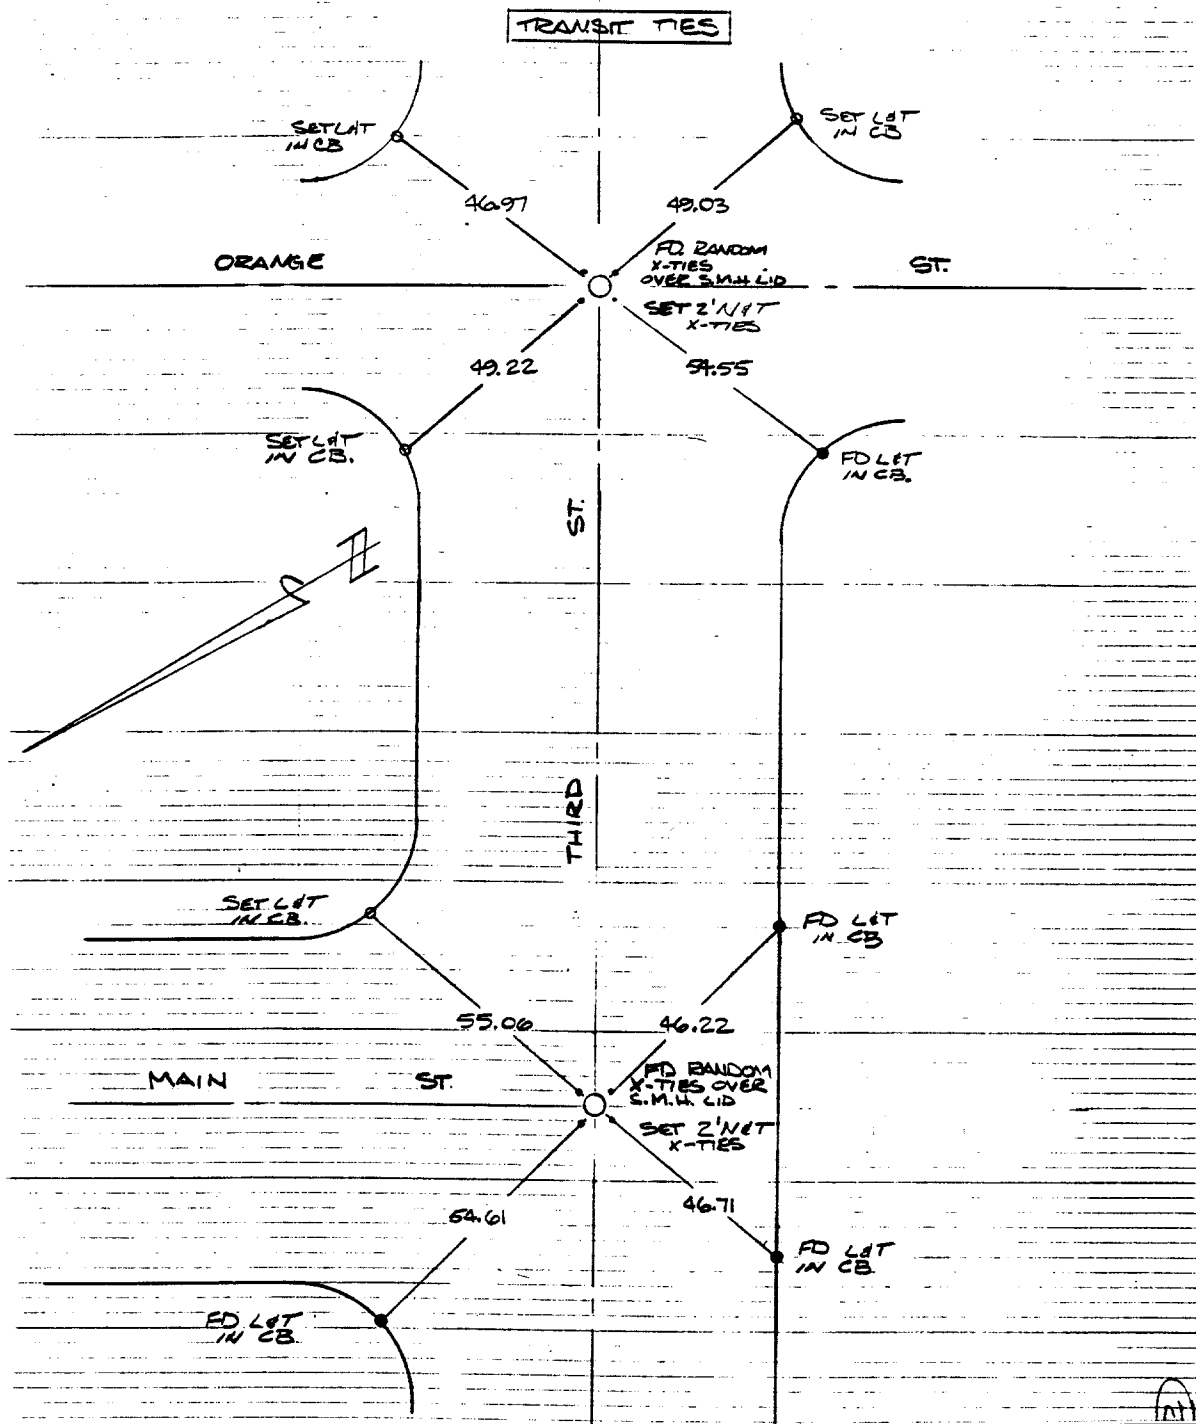 TRANSIT TIES
SET L&T
IN CB
SET L&T
IN CB
46.97
49.03
ORANGE
FD. RANDOM
X-TIES
OVER S.M.H. LID
ST.
SET 2' N&T
X-TIES
49.22
54.55
SET L&T
IN CB.
FD L&T
IN CB.
ST.
N
THIRD
SET L&T
IN CB.
FD L&T
IN CB
55.06
46.22
MAIN
ST.
FD RANDOM
X-TIES OVER
S.M.H. LID
SET 2' N&T
X-TIES
54.61
46.71
FD L&T
IN CB
FD L&T
IN CB.